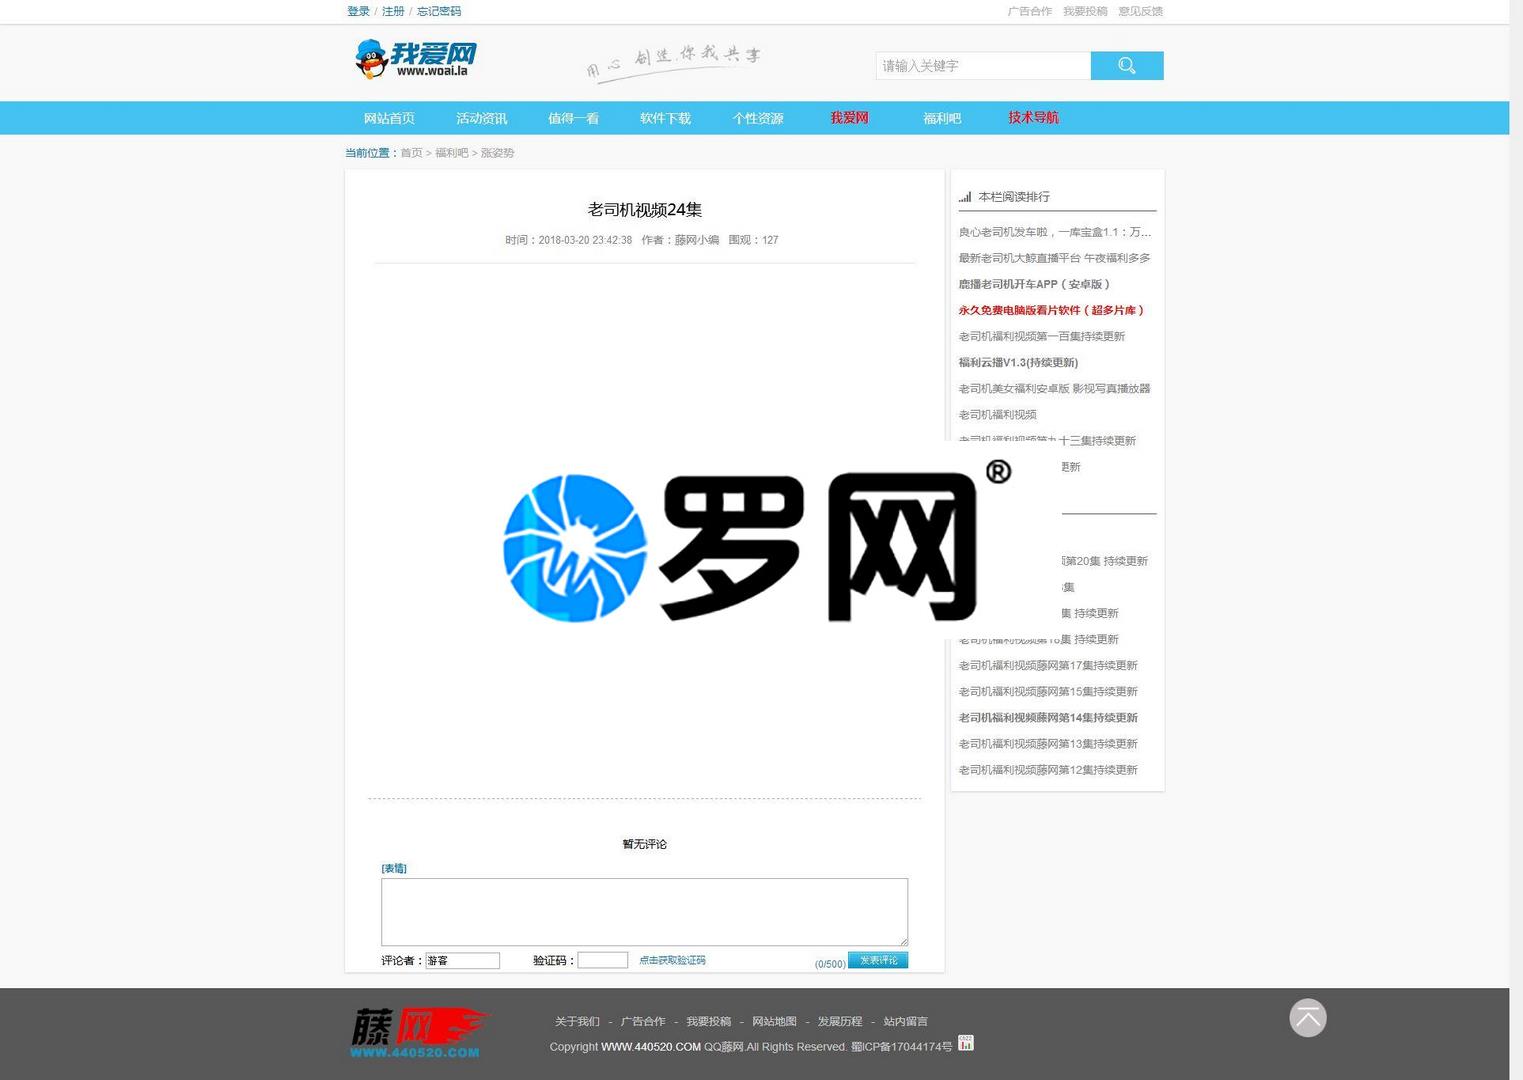 登录 / 注册 / 忘记密码
广告合作 我要投稿 意见反馈
我爱网
www.woai.la
用心 创造,你我共享
请输入关键字
网站首页 活动资讯 值得一看 软件下载 个性资源 我爱网 福利吧 技术导航
当前位置：首页 > 福利吧 > 涨姿势
老司机视频24集
时间：2018-03-20 23:42:38 作者：藤网小编 围观：127
罗网®
暂无评论
[表情]
评论者：游客 验证码： 点击获取验证码 (0/500) 发表评论
本栏阅读排行
良心老司机发车啦，一库宝盒1.1：万...
最新老司机大鲸直播平台 午夜福利多多
鹿播老司机开车APP（安卓版）
永久免费电脑版看片软件（超多片库）
老司机福利视频第一百集持续更新
福利云播V1.3(持续更新)
老司机美女福利安卓版 影视写真播放器
老司机福利视频
老司机福利视频第九十三集持续更新
更新
第20集 持续更新
集
集 持续更新
老司机福利视频第16集 持续更新
老司机福利视频藤网第17集持续更新
老司机福利视频藤网第15集持续更新
老司机福利视频藤网第14集持续更新
老司机福利视频藤网第13集持续更新
老司机福利视频藤网第12集持续更新
藤网
WWW.440520.COM
关于我们 - 广告合作 - 我要投稿 - 网站地图 - 发展历程 - 站内留言
Copyright WWW.440520.COM QQ藤网.All Rights Reserved. 蜀ICP备17044174号